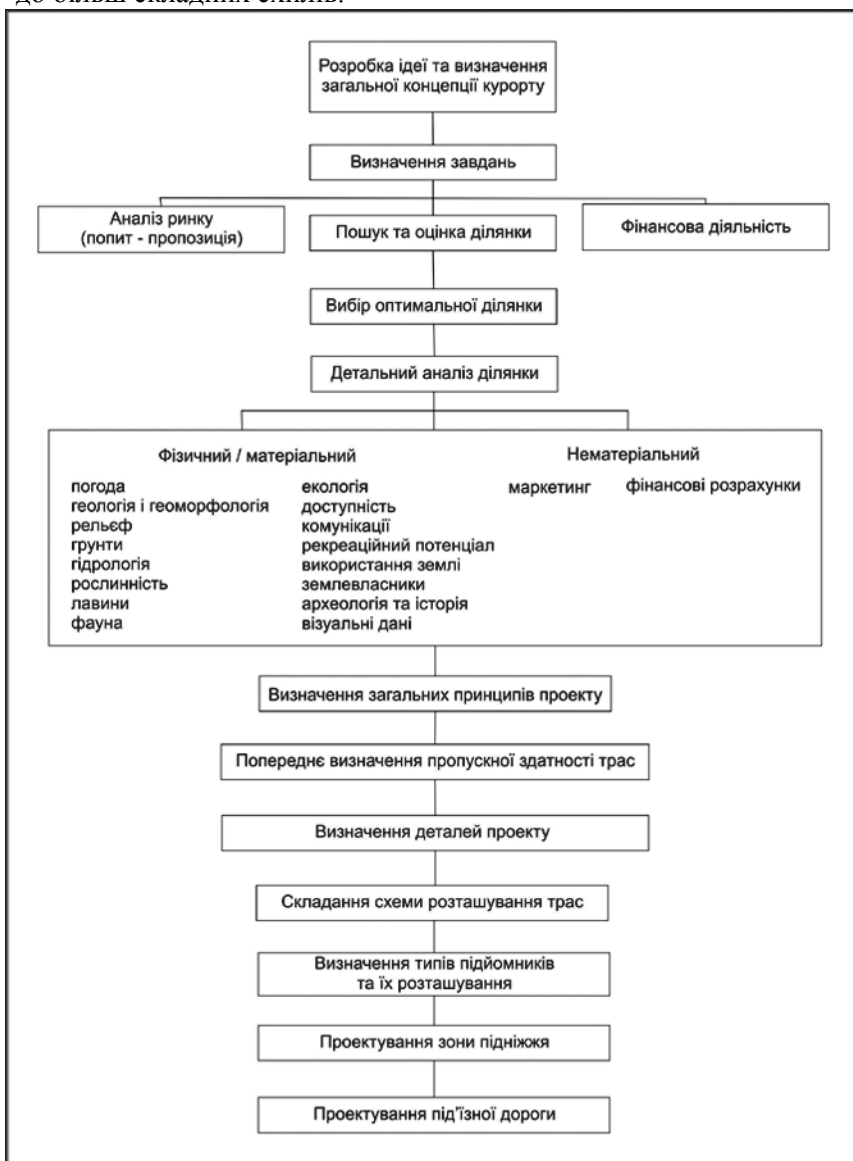 до більш складних схилів.
Розробка ідеї та визначення
загальної концепції курорту
Визначення завдань
Аналіз ринку
(попит - пропозиція)
Пошук та оцінка ділянки
Фінансова діяльність
Вибір оптимальної ділянки
Детальний аналіз ділянки
Фізичний / матеріальний
погода
геологія і геоморфологія
рельєф
грунти
гідрологія
рослинність
лавини
фауна
екологія
доступність
комунікації
рекреаційний потенціал
використання землі
землевласники
археологія та історія
візуальні дані
Нематеріальний
маркетинг
фінансові розрахунки
Визначення загальних принципів проекту
Попереднє визначення пропускної здатності трас
Визначення деталей проекту
Складання схеми розташування трас
Визначення типів підйомників
та їх розташування
Проектування зони підніжжя
Проектування під'їзної дороги